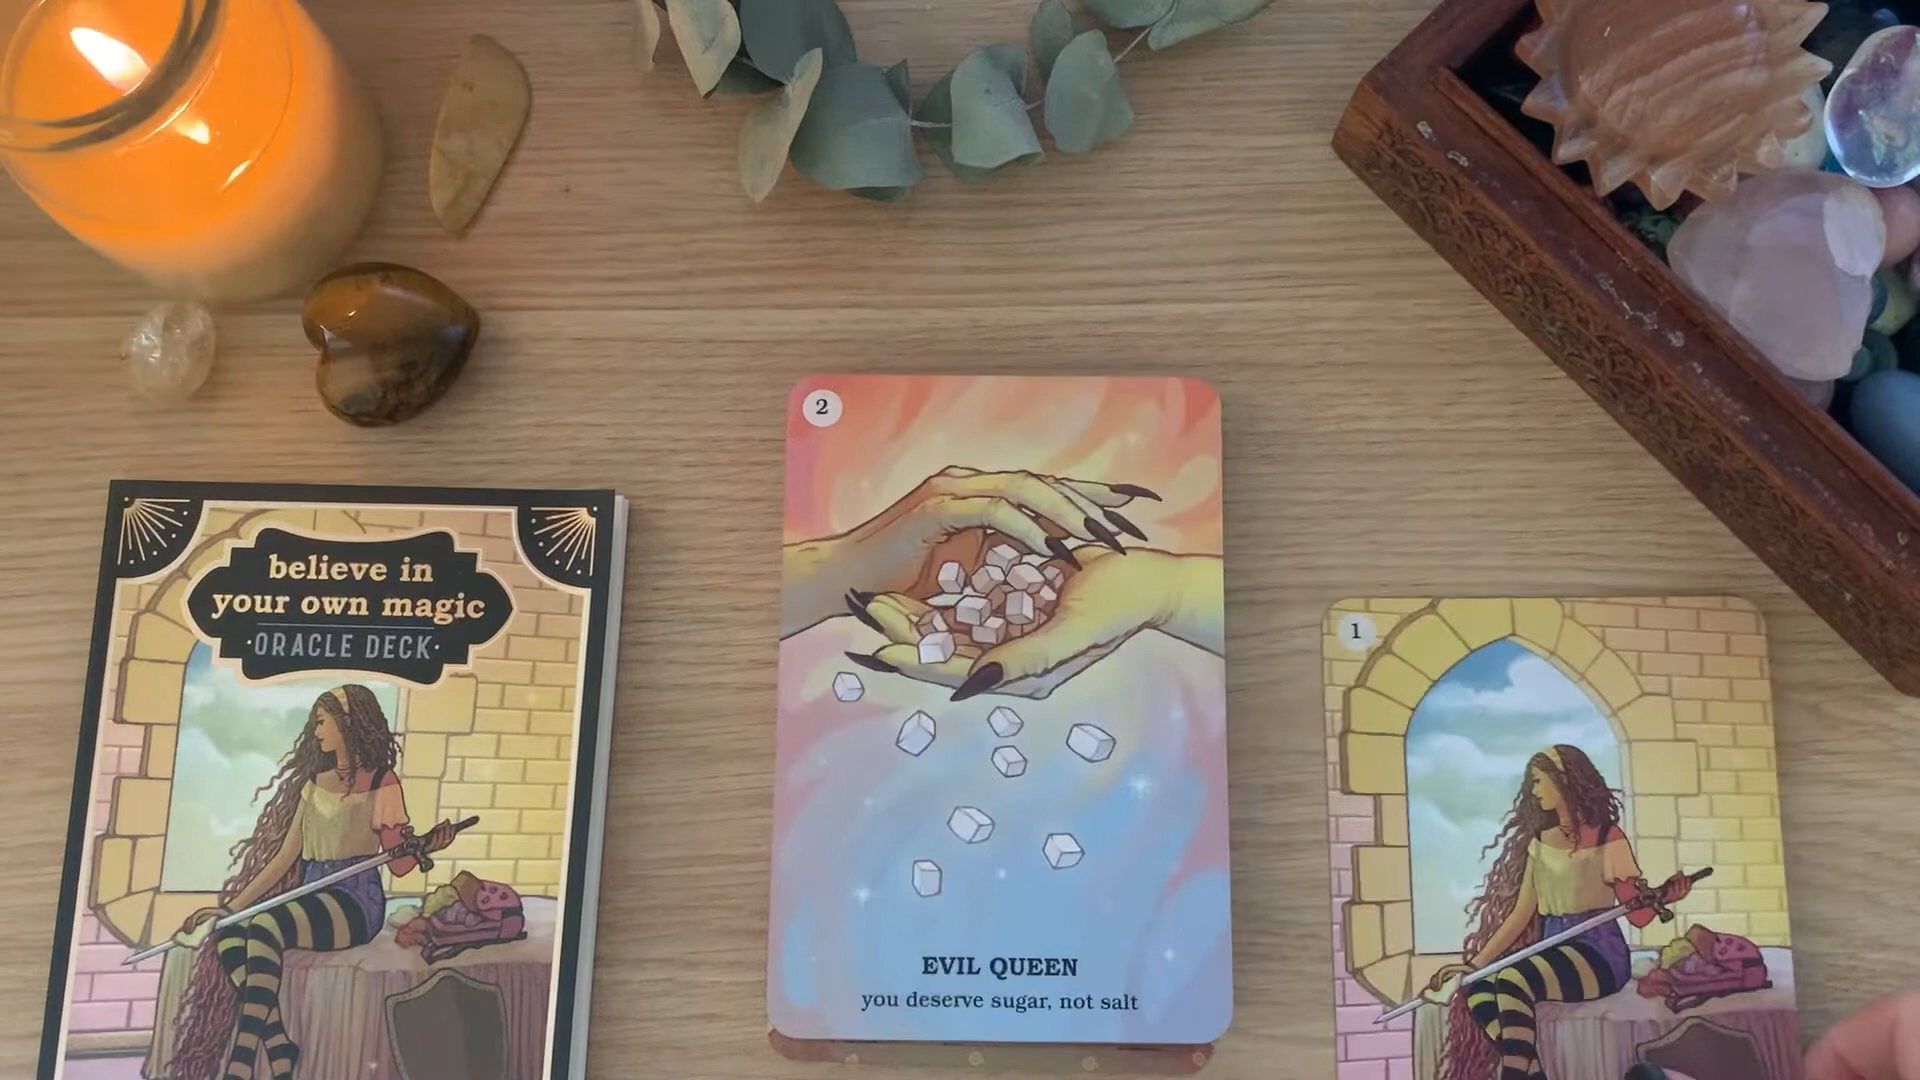 believe in
your own magic
·ORACLE DECK·
2
EVIL QUEEN
you deserve sugar, not salt
1